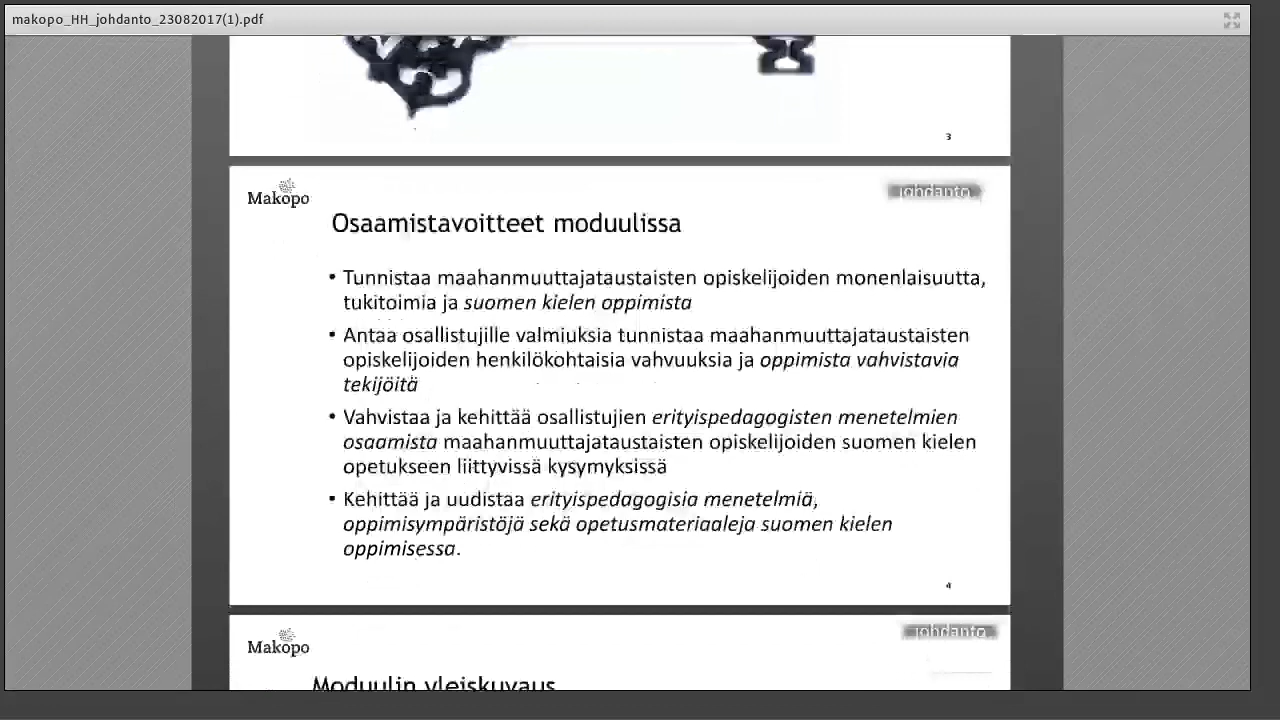 makopo_HH_johdanto_23082017(1).pdf
3
Makopo
johdanto
Osaamistavoitteet moduulissa
• Tunnistaa maahanmuuttajataustaisten opiskelijoiden monenlaisuutta,
tukitoimia ja suomen kielen oppimista
• Antaa osallistujille valmiuksia tunnistaa maahanmuuttajataustaisten
opiskelijoiden henkilökohtaisia vahvuuksia ja oppimista vahvistavia
tekijöitä
• Vahvistaa ja kehittää osallistujien erityispedagogisten menetelmien
osaamista maahanmuuttajataustaisten opiskelijoiden suomen kielen
opetukseen liittyvissä kysymyksissä
• Kehittää ja uudistaa erityispedagogisia menetelmiä,
oppimisympäristöjä sekä opetusmateriaaleja suomen kielen
oppimisessa.
4
Makopo
johdanto
Moduulin yleiskuvaus